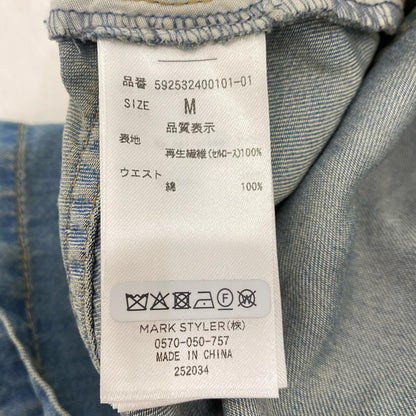 品番 592532400101-01
SIZE M
品質表示
表地 再生繊維(セルロース)100%
ウエスト
綿 100%
MARK STYLER(株)
0570-050-757
MADE IN CHINA
252034